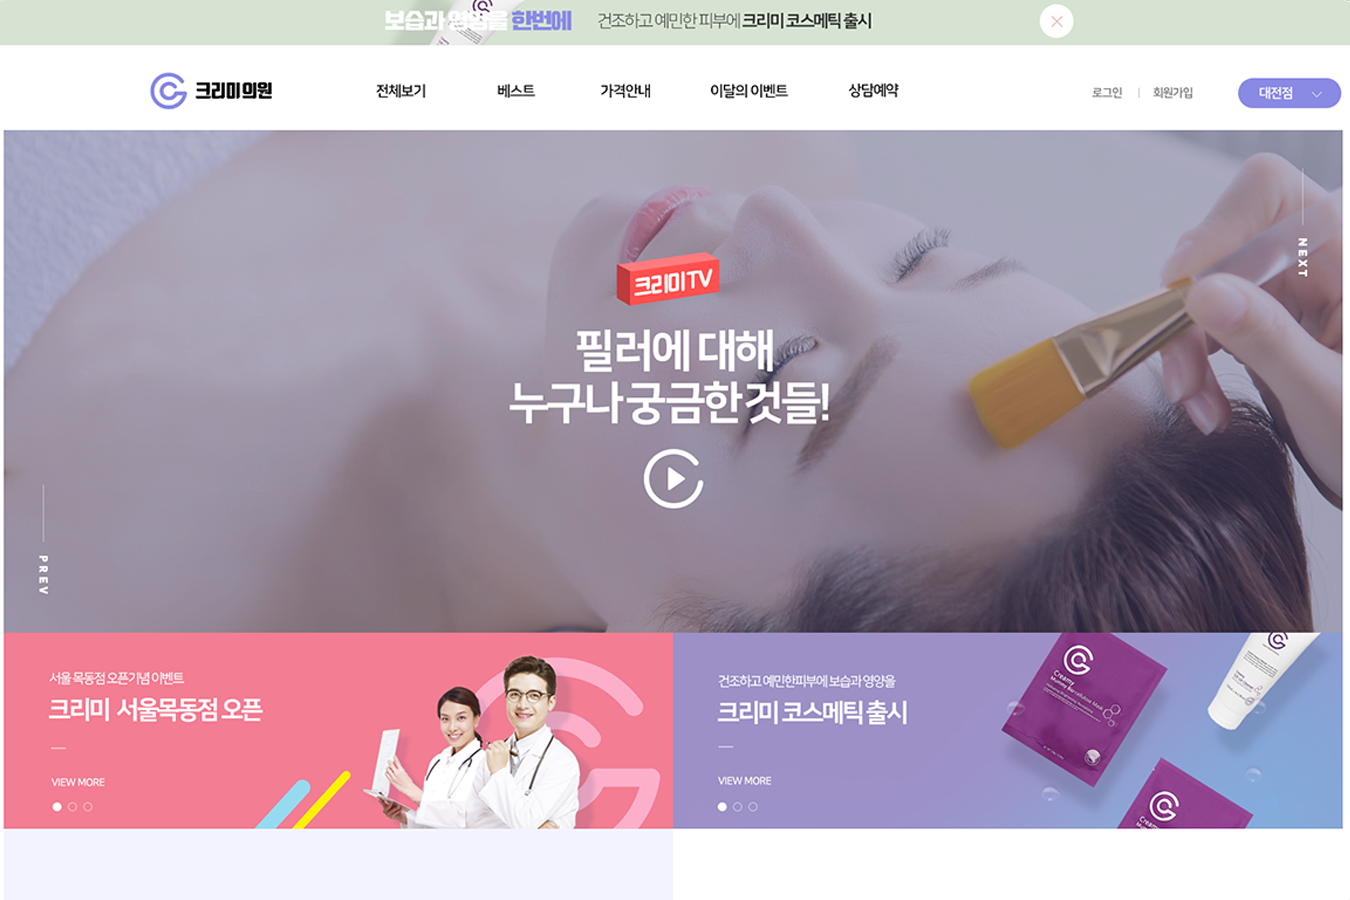 보습과 영양을 한번에 건조하고 예민한 피부에 크리미 코스메틱 출시
크리미의원 전체보기 베스트 가격안내 이달의 이벤트 상담예약 로그인 | 회원가입 대전점
NEXT
크리미TV
필러에 대해
누구나 궁금한 것들!
PREV
서울 목동점 오픈기념 이벤트
크리미 서울목동점 오픈
VIEW MORE
건조하고 예민한피부에 보습과 영양을
크리미 코스메틱 출시
VIEW MORE
Creamy
Creamy